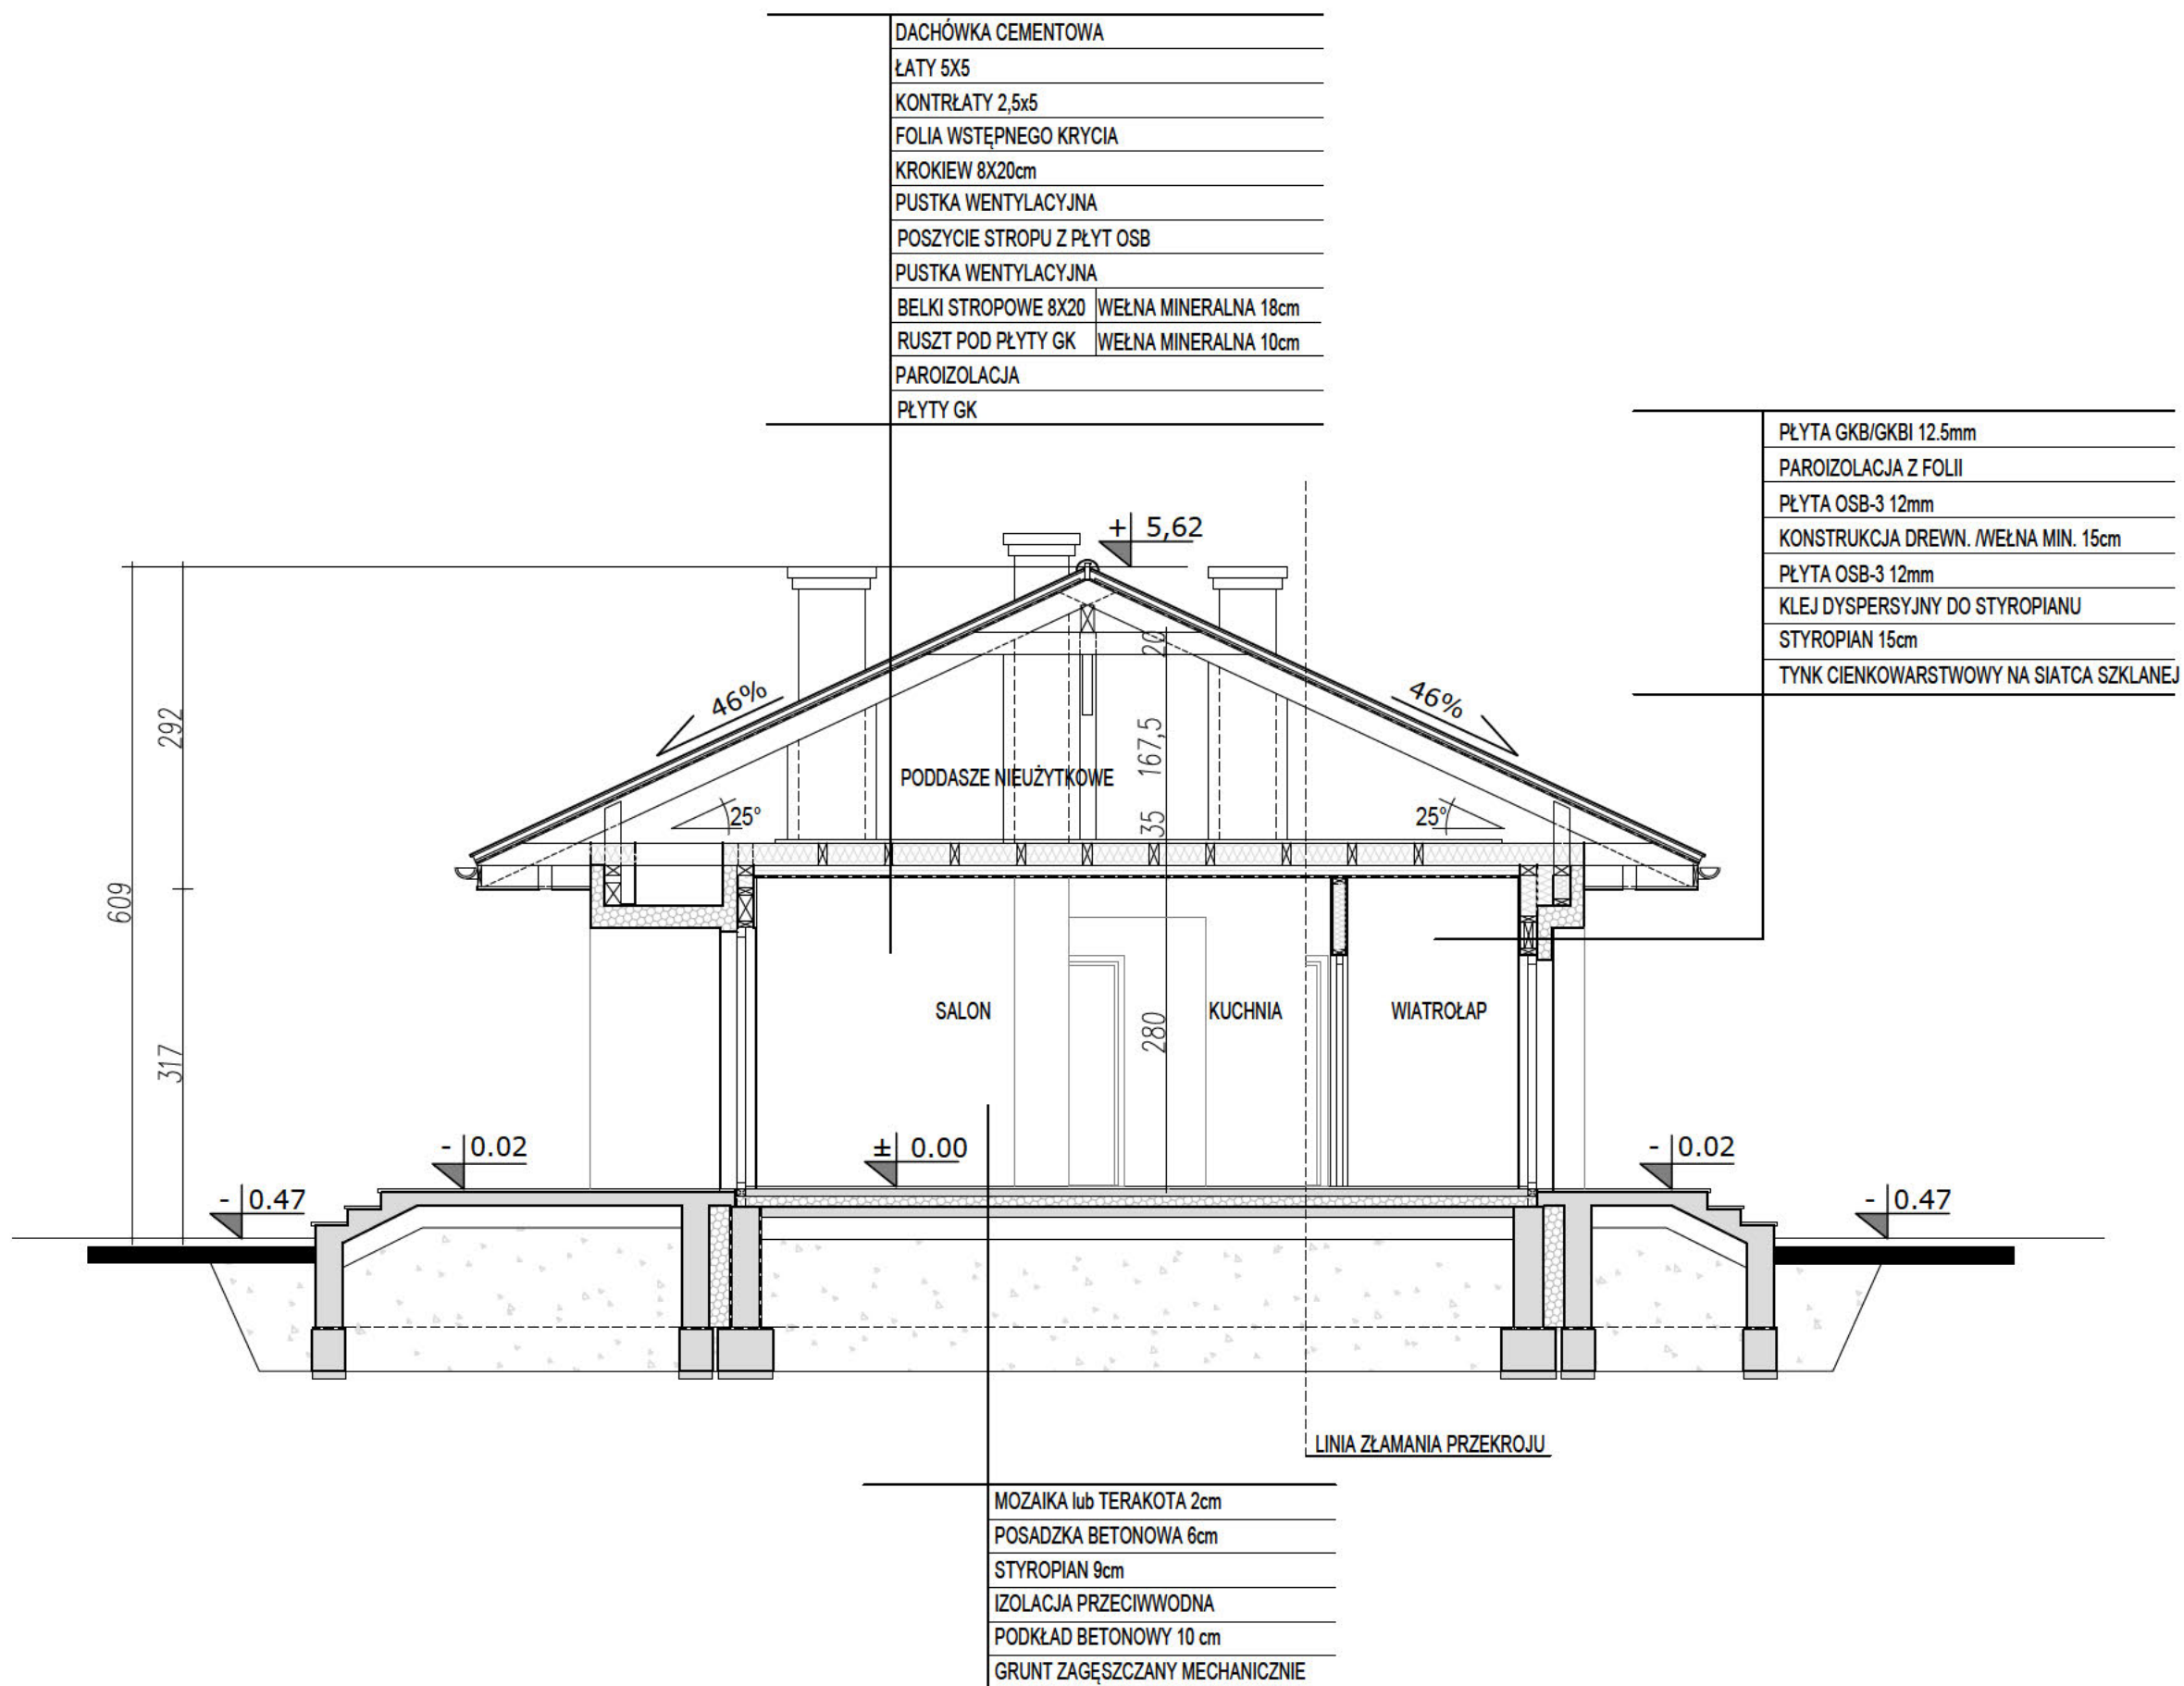 DACHÓWKA CEMENTOWA
ŁATY 5X5
KONTRŁATY 2,5x5
FOLIA WSTĘPNEGO KRYCIA
KROKIEW 8X20cm
PUSTKA WENTYLACYJNA
POSZYCIE STROPU Z PŁYT OSB
PUSTKA WENTYLACYJNA
BELKI STROPOWE 8X20 WEŁNA MINERALNA 18cm
RUSZT POD PŁYTY GK WEŁNA MINERALNA 10cm
PAROIZOLACJA
PŁYTY GK
PŁYTA GKB/GKBI 12.5mm
PAROIZOLACJA Z FOLII
PŁYTA OSB-3 12mm
KONSTRUKCJA DREWN. /WEŁNA MIN. 15cm
PŁYTA OSB-3 12mm
KLEJ DYSPERSYJNY DO STYROPIANU
STYROPIAN 15cm
TYNK CIENKOWARSTWOWY NA SIATCA SZKLANEJ
+ 5,62
20
46%
46%
292
167,5
PODDASZE NIEUŻYTKOWE
25°
35
25°
609
SALON
280
KUCHNIA
WIATROŁAP
317
- 0.02
± 0.00
- 0.02
- 0.47
- 0.47
LINIA ZŁAMANIA PRZEKROJU
MOZAIKA lub TERAKOTA 2cm
POSADZKA BETONOWA 6cm
STYROPIAN 9cm
IZOLACJA PRZECIWWODNA
PODKŁAD BETONOWY 10 cm
GRUNT ZAGĘSZCZANY MECHANICZNIE